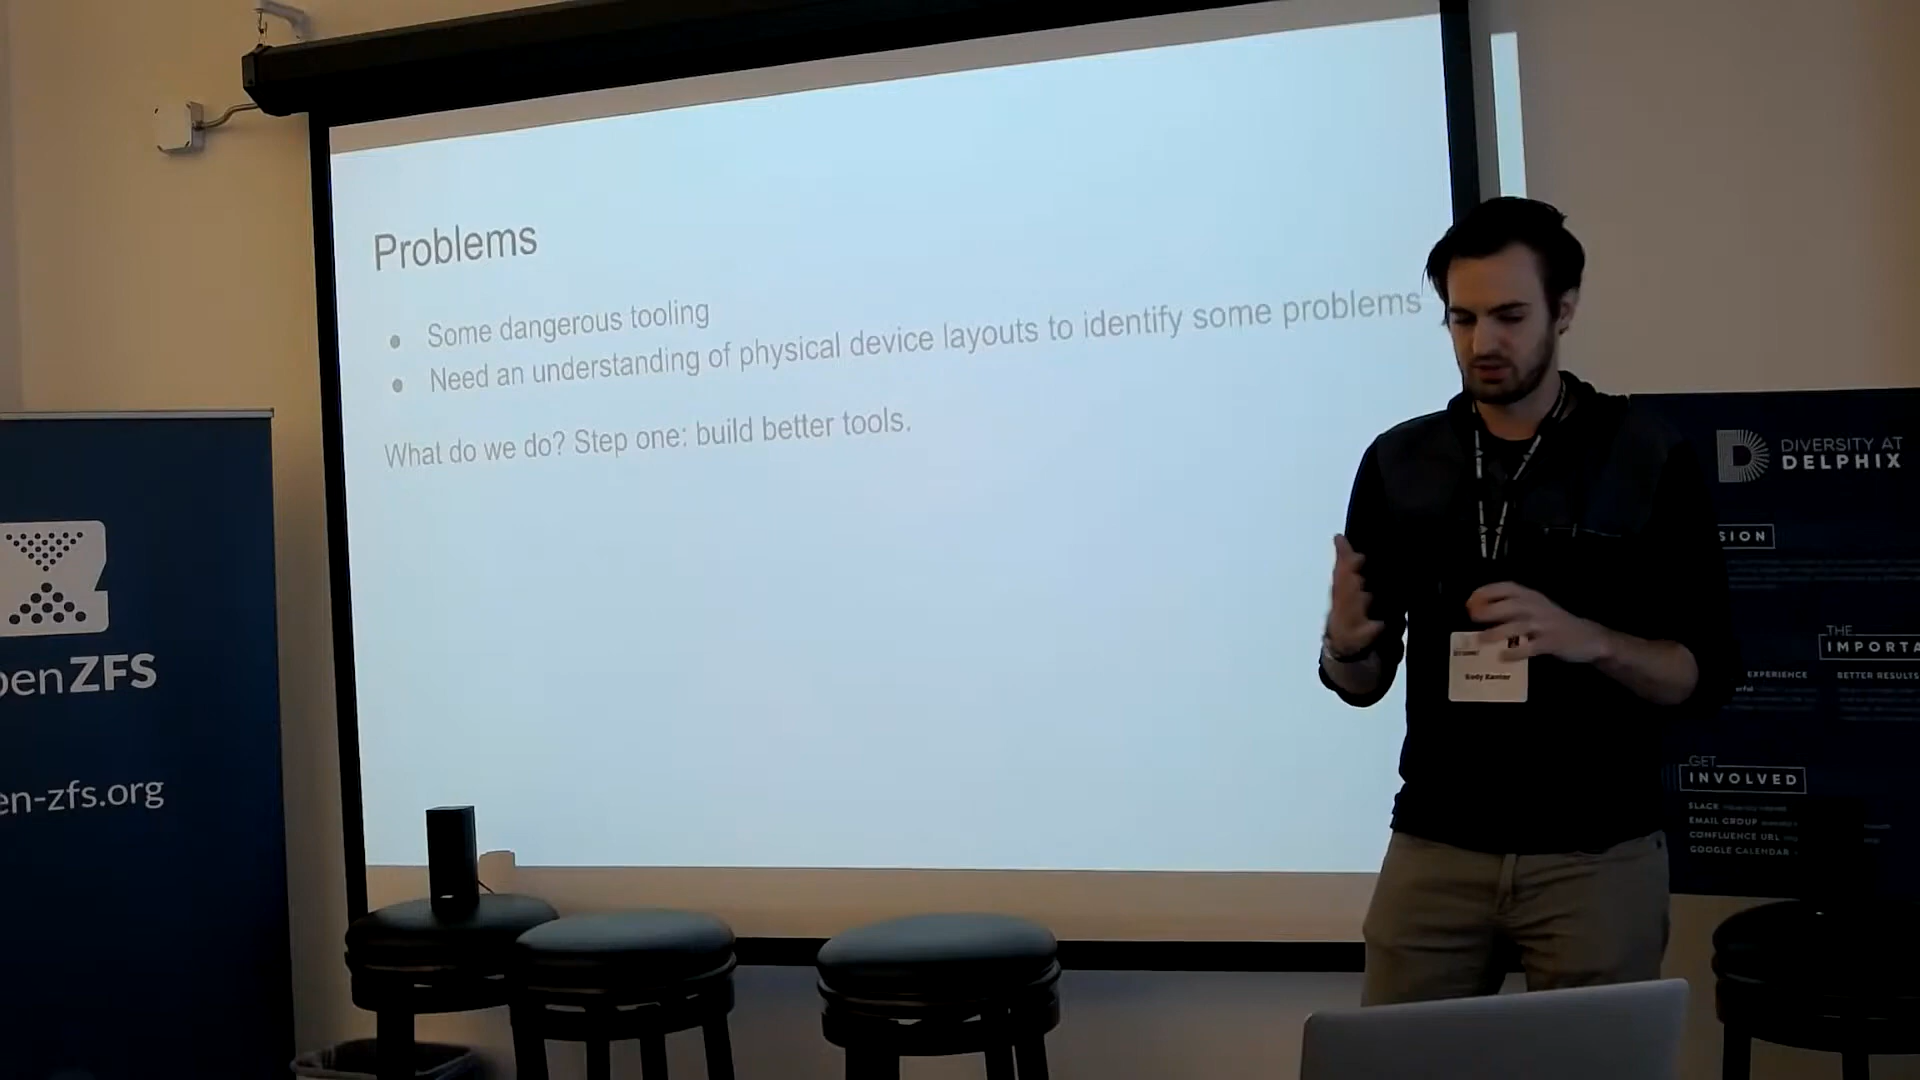 Problems
Some dangerous tooling
Need an understanding of physical device layouts to identify some problems
What do we do? Step one: build better tools.
penZFS
en-zfs.org
DIVERSITY AT
DELPHIX
SION
THE
IMPORTA
EXPERIENCE
BETTER RESULTS
GET
INVOLVED
SLACK
EMAIL GROUP
CONFLUENCE URL
GOOGLE CALENDAR